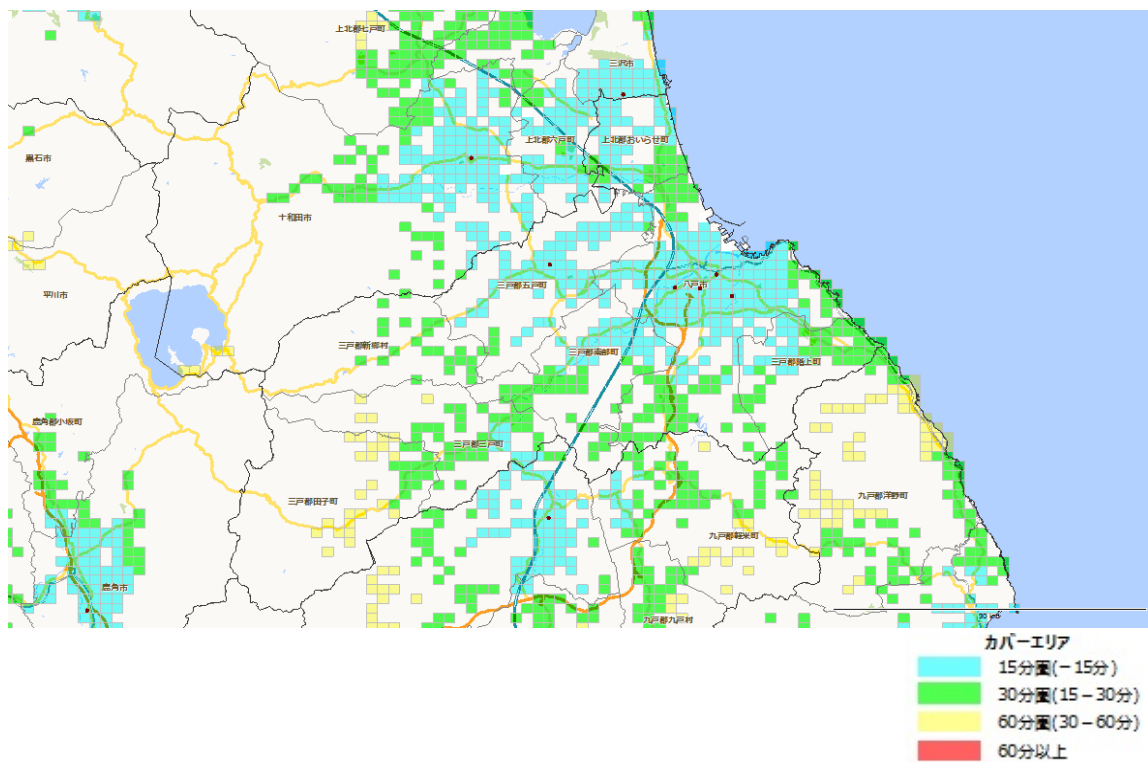 上北郡七戸町
三沢市
上北郡六戸町
上北郡おいらせ町
黒石市
十和田市
平川市
三戸郡五戸町
八戸市
三戸郡新郷村
三戸郡南部町
三戸郡階上町
鹿角郡小坂町
三戸郡三戸町
三戸郡田子町
九戸郡洋野町
九戸郡軽米町
鹿角市
九戸郡九戸村
カバーエリア
15分圏(-15分)
30分圏(15-30分)
60分圏(30-60分)
60分以上